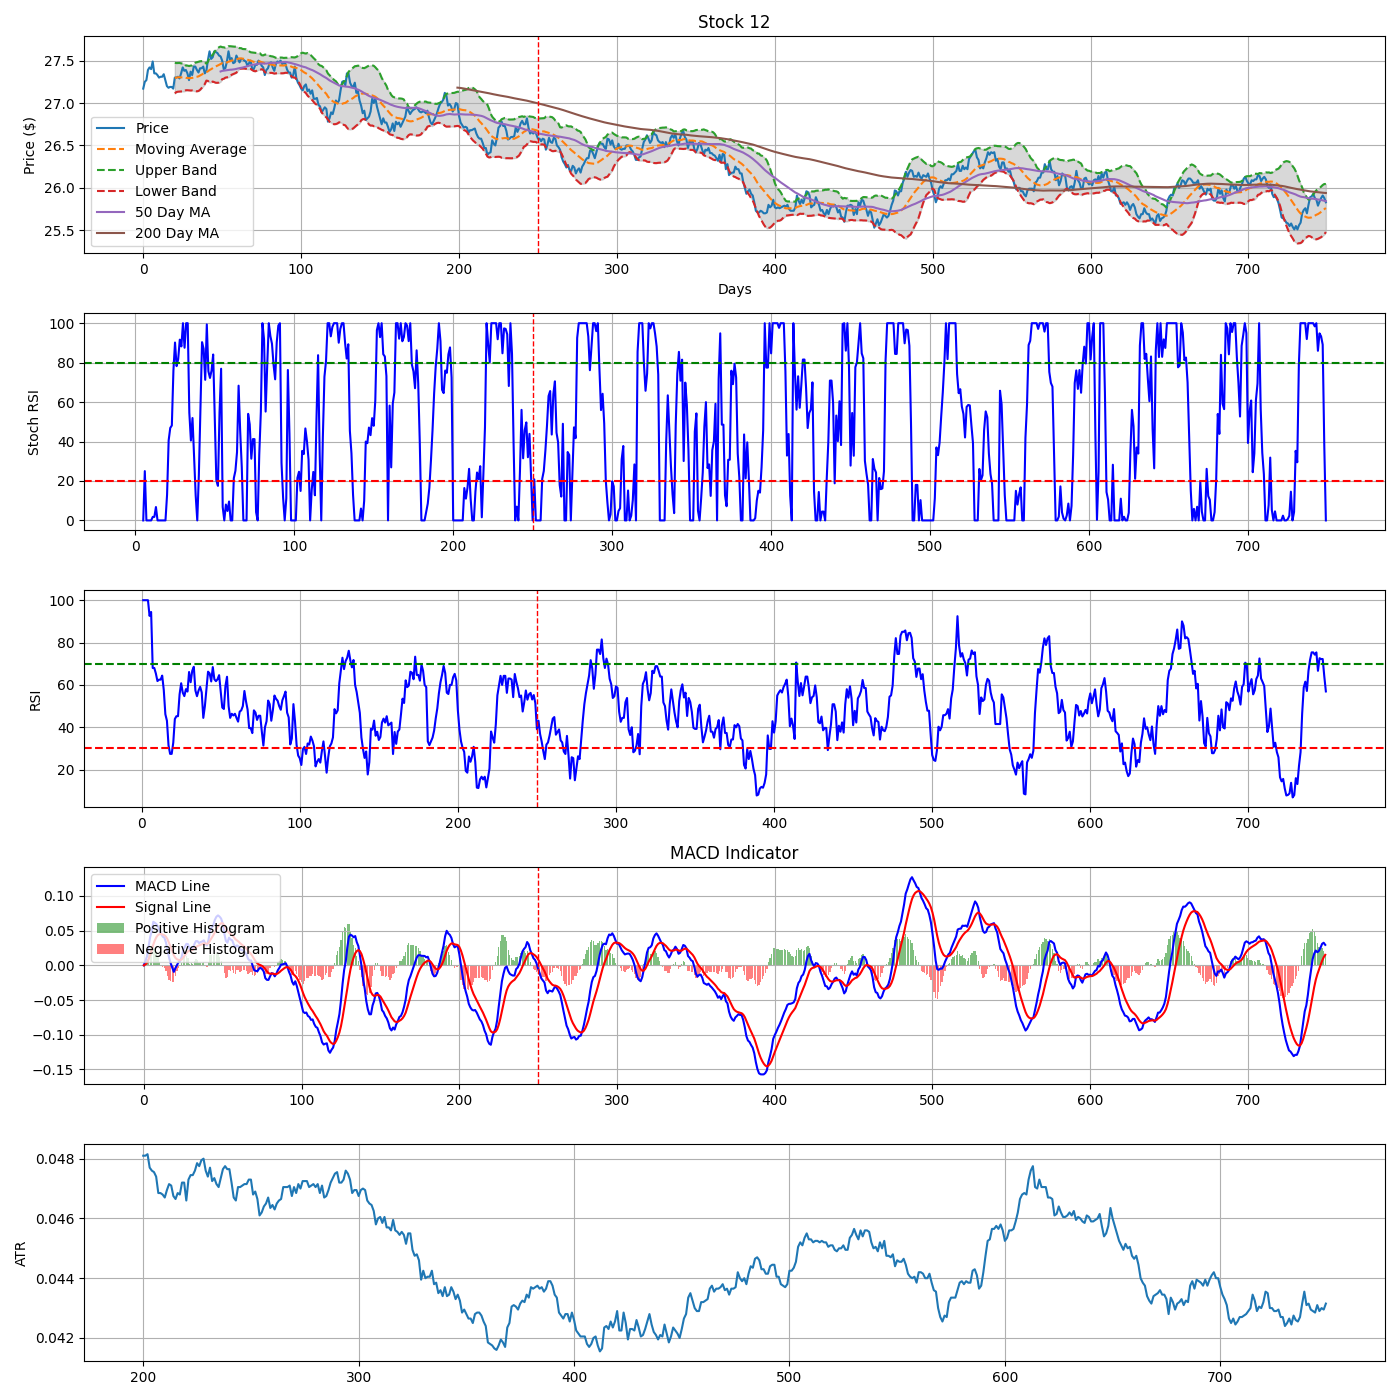 Stock 12
Price ($)
27.5
27.0
26.5
26.0
25.5
Price
Moving Average
Upper Band
Lower Band
50 Day MA
200 Day MA
0 100 200 300 400 500 600 700
Days
Stoch RSI
100
80
60
40
20
0
0 100 200 300 400 500 600 700
RSI
100
80
60
40
20
0 100 200 300 400 500 600 700
MACD Indicator
0.10
0.05
0.00
−0.05
−0.10
−0.15
MACD Line
Signal Line
Positive Histogram
Negative Histogram
0 100 200 300 400 500 600 700
ATR
0.048
0.046
0.044
0.042
200 300 400 500 600 700